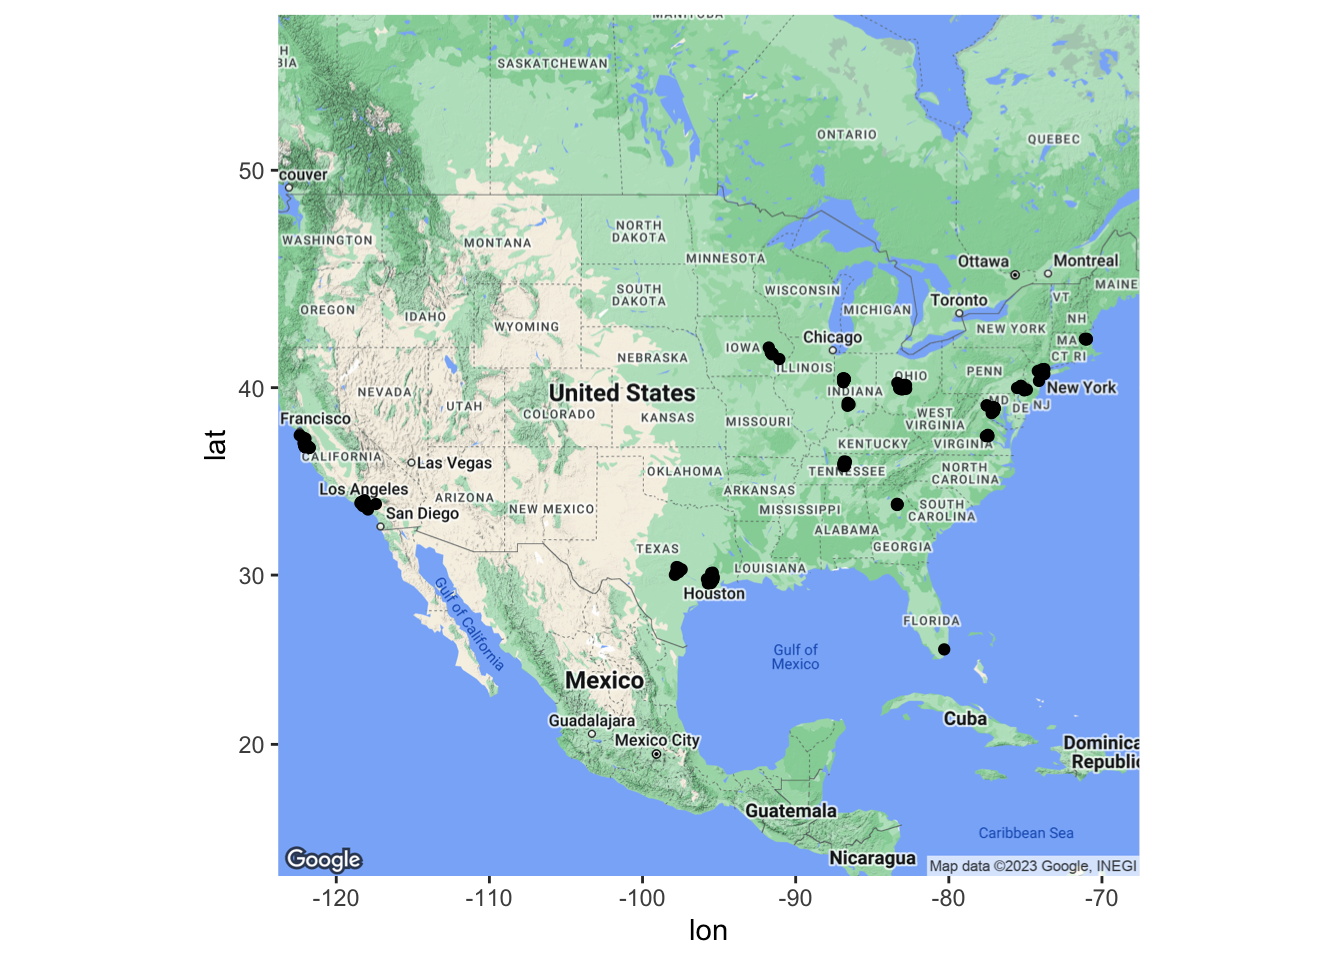 MANITOBA
H
BIA
SASKATCHEWAN
ONTARIO
QUEBEC
50
couver
WASHINGTON
MONTANA
NORTH
DAKOTA
MINNESOTA
Ottawa
Montreal
MAINE
OREGON
IDAHO
SOUTH
DAKOTA
WISCONSIN
MICHIGAN
Toronto
VT
NH
WYOMING
NEW YORK
MA
CT RI
IOWA
Chicago
NEBRASKA
ILLINOIS
OHIO
PENN
40
NEVADA
UTAH
United States
COLORADO
KANSAS
INDIANA
New York
MD
DE
NJ
Francisco
MISSOURI
WEST
VIRGINIA
KENTUCKY
VIRGINIA
CALIFORNIA
Las Vegas
OKLAHOMA
TENNESSEE
NORTH
CAROLINA
Los Angeles
ARIZONA
NEW MEXICO
ARKANSAS
MISSISSIPPI
SOUTH
CAROLINA
San Diego
ALABAMA
GEORGIA
TEXAS
LOUISIANA
30
Houston
Gulf of California
FLORIDA
Gulf of
Mexico
Mexico
Guadalajara
Mexico City
Cuba
20
Dominica
Republic
Guatemala
Caribbean Sea
Nicaragua
Google
Map data ©2023 Google, INEGI
-120
-110
-100
-90
-80
-70
lon
lat